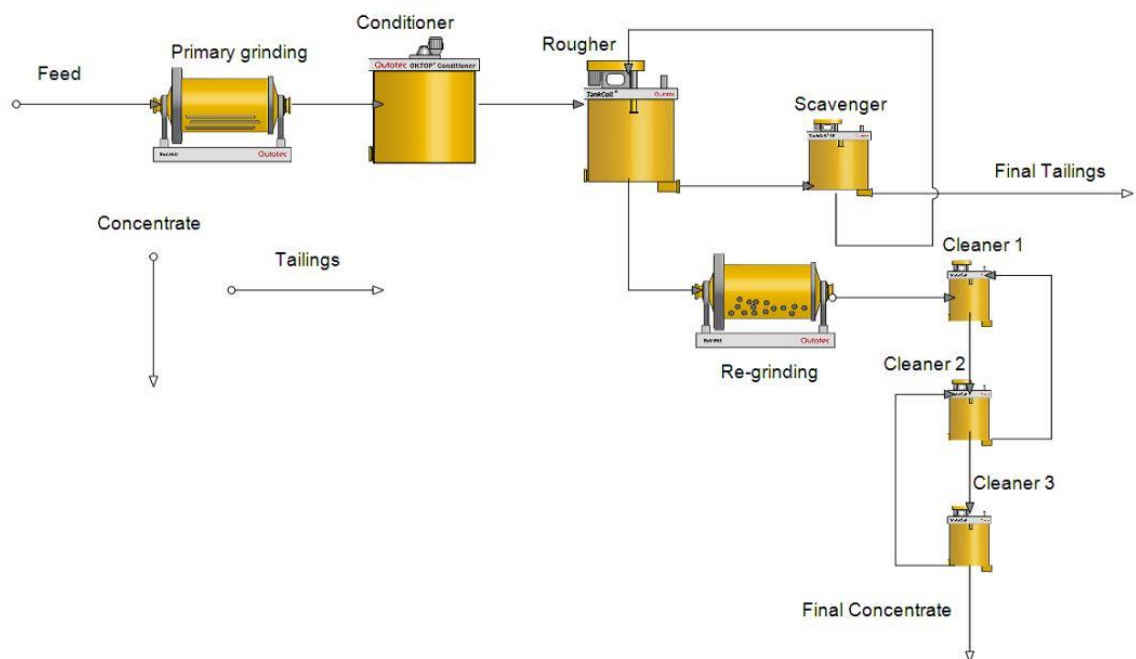 Conditioner
Primary grinding
Rougher
Feed
Outotec OKTOP® Conditioner
TankCell® Outotec
Scavenger
Outotec
Final Tailings
Concentrate
Cleaner 1
Tailings
Outotec
Cleaner 2
Re-grinding
Cleaner 3
Final Concentrate